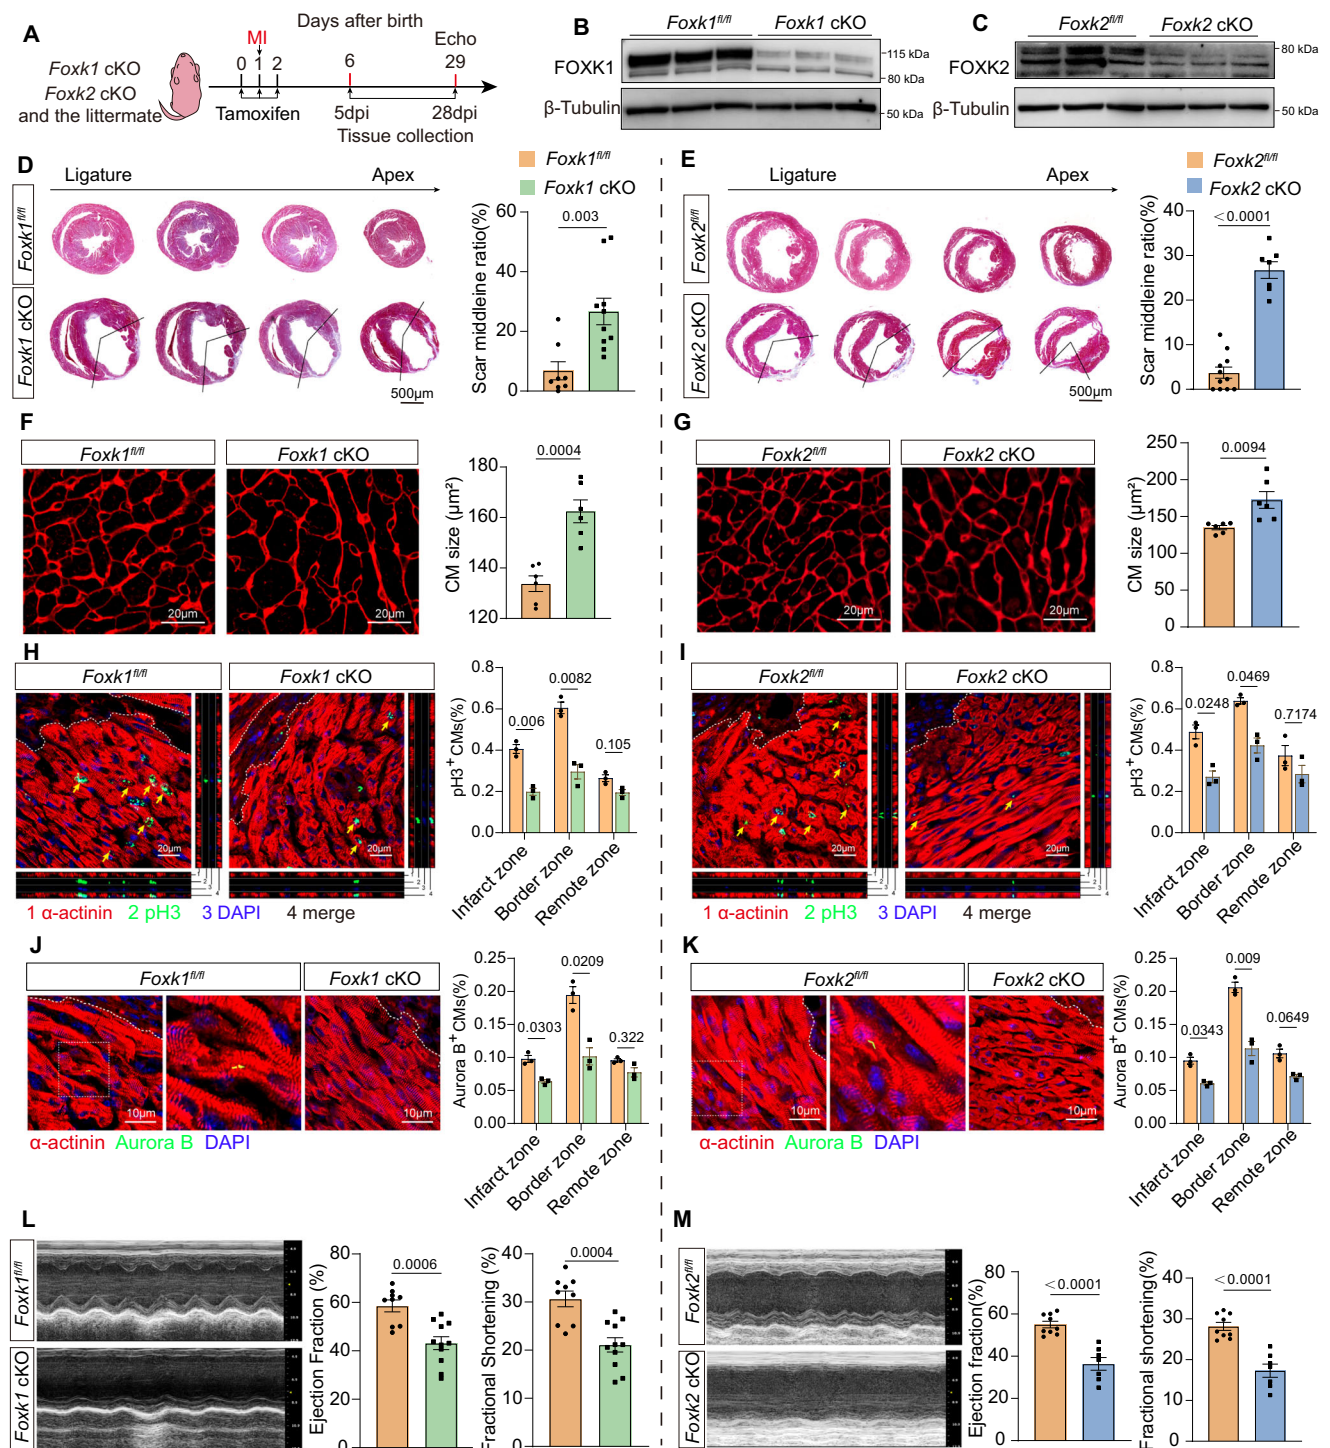 A
Days after birth
MI
Echo
0 1 2 6 29
Foxk1 cKO
Foxk2 cKO
and the littermate
Tamoxifen
5dpi
28dpi
Tissue collection
B
Foxk1fl/fl
Foxk1 cKO
FOXK1
115 kDa
80 kDa
β-Tubulin
50 kDa
C
Foxk2fl/fl
Foxk2 cKO
FOXK2
80 kDa
β-Tubulin
50 kDa
D
Ligature
Apex
Foxk1fl/fl
Foxk1 cKO
500μm
Foxk1fl/fl
Foxk1 cKO
Scar middleine ratio(%)
60
40
20
0
0.003
E
Ligature
Apex
Foxk2fl/fl
Foxk2 cKO
500μm
Foxk2fl/fl
Foxk2 cKO
Scar middleine ratio(%)
40
30
20
10
0
<0.0001
F
Foxk1fl/fl
Foxk1 cKO
20μm
20μm
CM size (μm²)
180
160
140
120
0.0004
G
Foxk2fl/fl
Foxk2 cKO
20μm
20μm
CM size (μm²)
250
200
150
100
50
0
0.0094
H
Foxk1fl/fl
Foxk1 cKO
20μm
20μm
1
2
3
4
1
2
3
4
1 α-actinin 2 pH3 3 DAPI 4 merge
pH3+CMs(%)
0.8
0.6
0.4
0.2
0.0
0.006
0.0082
0.105
Infarct zone
Border zone
Remote zone
I
Foxk2fl/fl
Foxk2 cKO
20μm
20μm
1
2
3
4
1
2
3
4
1 α-actinin 2 pH3 3 DAPI 4 merge
pH3+CMs(%)
0.8
0.6
0.4
0.2
0.0
0.0248
0.0469
0.7174
Infarct zone
Border zone
Remote zone
J
Foxk1fl/fl
Foxk1 cKO
10μm
10μm
α-actinin Aurora B DAPI
Aurora B+CMs(%)
0.25
0.20
0.15
0.10
0.05
0.00
0.0303
0.0209
0.322
Infarct zone
Border zone
Remote zone
K
Foxk2fl/fl
Foxk2 cKO
10μm
10μm
α-actinin Aurora B DAPI
Aurora B+CMs(%)
0.25
0.20
0.15
0.10
0.05
0.00
0.0343
0.009
0.0649
Infarct zone
Border zone
Remote zone
L
Foxk1fl/fl
Foxk1 cKO
Ejection Fraction (%)
80
60
40
20
0
0.0006
Fractional Shortening (%)
40
30
20
10
0
0.0004
M
Foxk2fl/fl
Foxk2 cKO
Ejection fraction(%)
80
60
40
20
0
<0.0001
Fractional shortening(%)
40
30
20
10
0
<0.0001